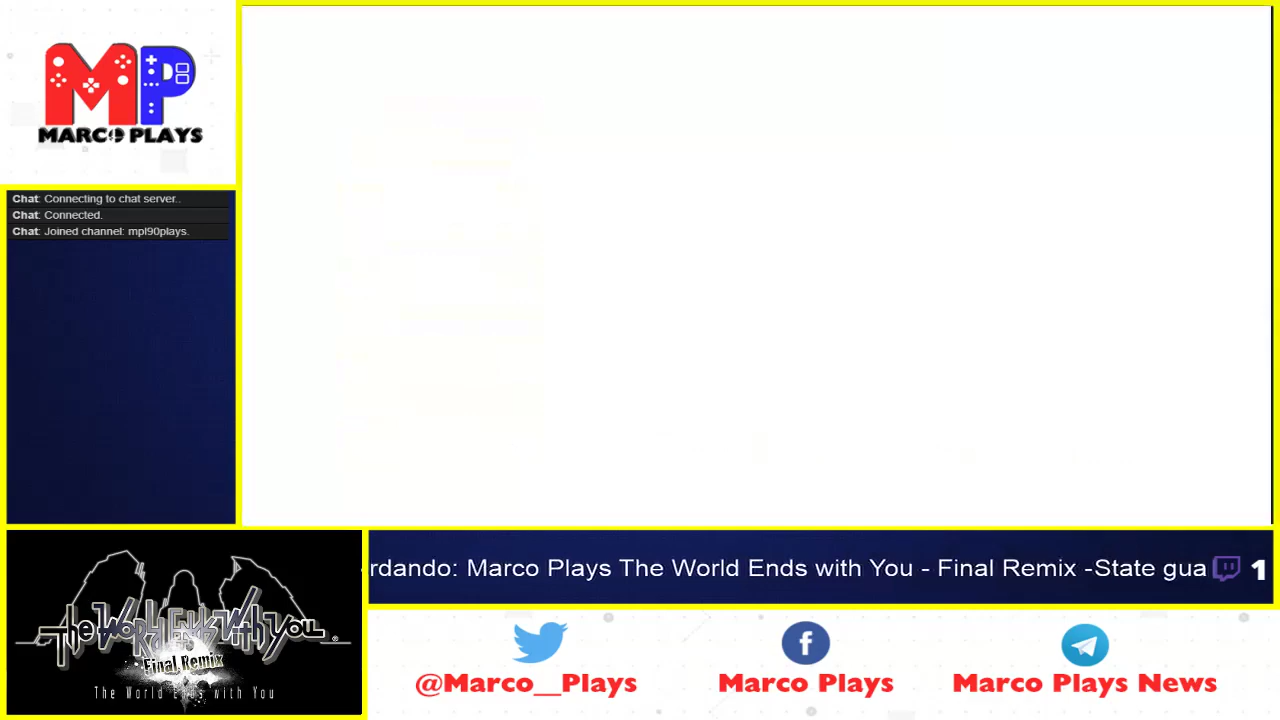 MP
MARCO PLAYS
Chat: Connecting to chat server..
Chat: Connected.
Chat: Joined channel: mpl90plays.
rdando: Marco Plays The World Ends with You - Final Remix -State gua
1
The World Ends With You
Final Remix
The World Ends with You
@Marco__Plays
Marco Plays
Marco Plays News